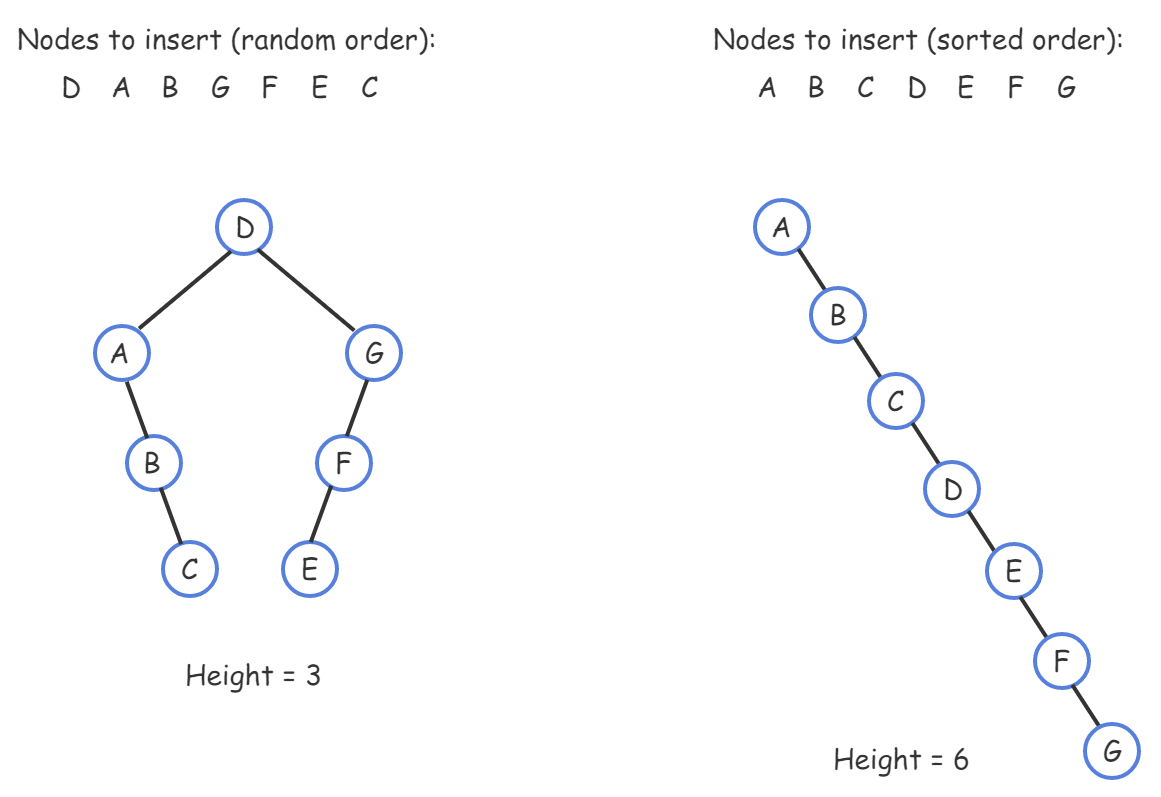 Nodes to insert (random order):
D A B G F E C
D
A G
B F
C E
Height = 3
Nodes to insert (sorted order):
A B C D E F G
A
B
C
D
E
F
G
Height = 6